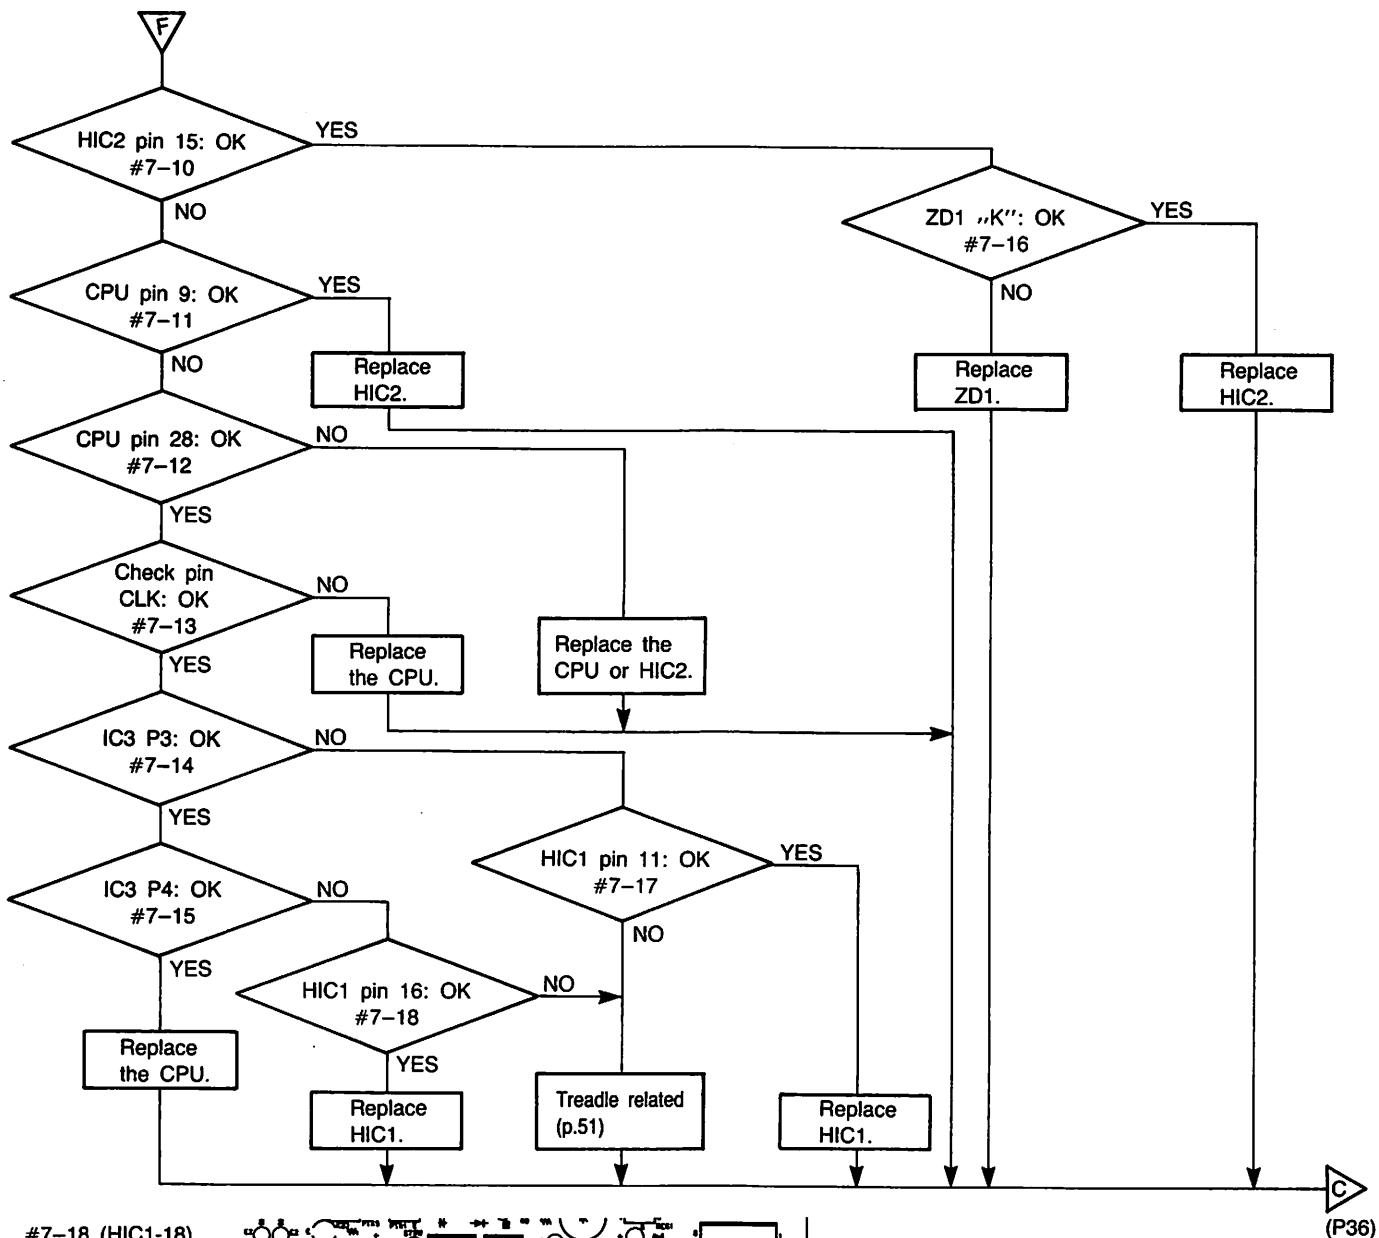 F
HIC2 pin 15: OK
#7–10
YES
NO
ZD1 „K”: OK
#7–16
YES
NO
CPU pin 9: OK
#7–11
YES
NO
Replace
HIC2.
Replace
ZD1.
Replace
HIC2.
CPU pin 28: OK
#7–12
NO
YES
Check pin
CLK: OK
#7–13
NO
YES
Replace
the CPU.
Replace the
CPU or HIC2.
IC3 P3: OK
#7–14
NO
YES
HIC1 pin 11: OK
#7–17
YES
NO
IC3 P4: OK
#7–15
NO
YES
HIC1 pin 16: OK
#7–18
NO
YES
Replace
the CPU.
Replace
HIC1.
Treadle related
(p.51)
Replace
HIC1.
C
(P36)
#7–18 (HIC1-18)